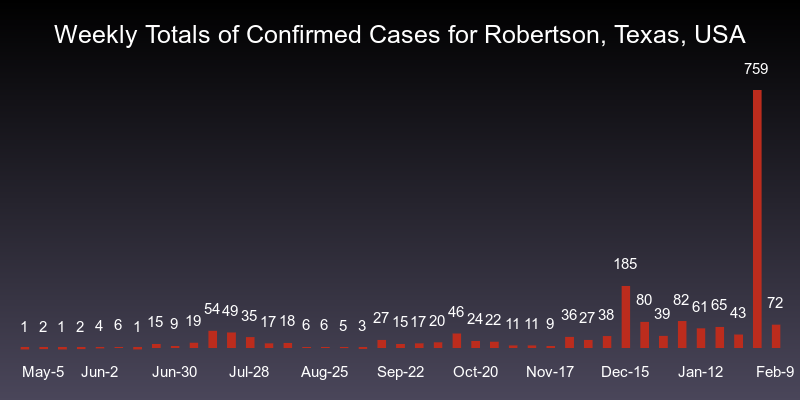 Weekly Totals of Confirmed Cases for Robertson, Texas, USA
759
185
1 2 1 2 4 6 1 15 9 19 54 49 35 17 18 6 6 5 3 27 15 17 20 46 24 22 11 11 9 36 27 38 80 39 82 61 65 43 72
May-5 Jun-2 Jun-30 Jul-28 Aug-25 Sep-22 Oct-20 Nov-17 Dec-15 Jan-12 Feb-9